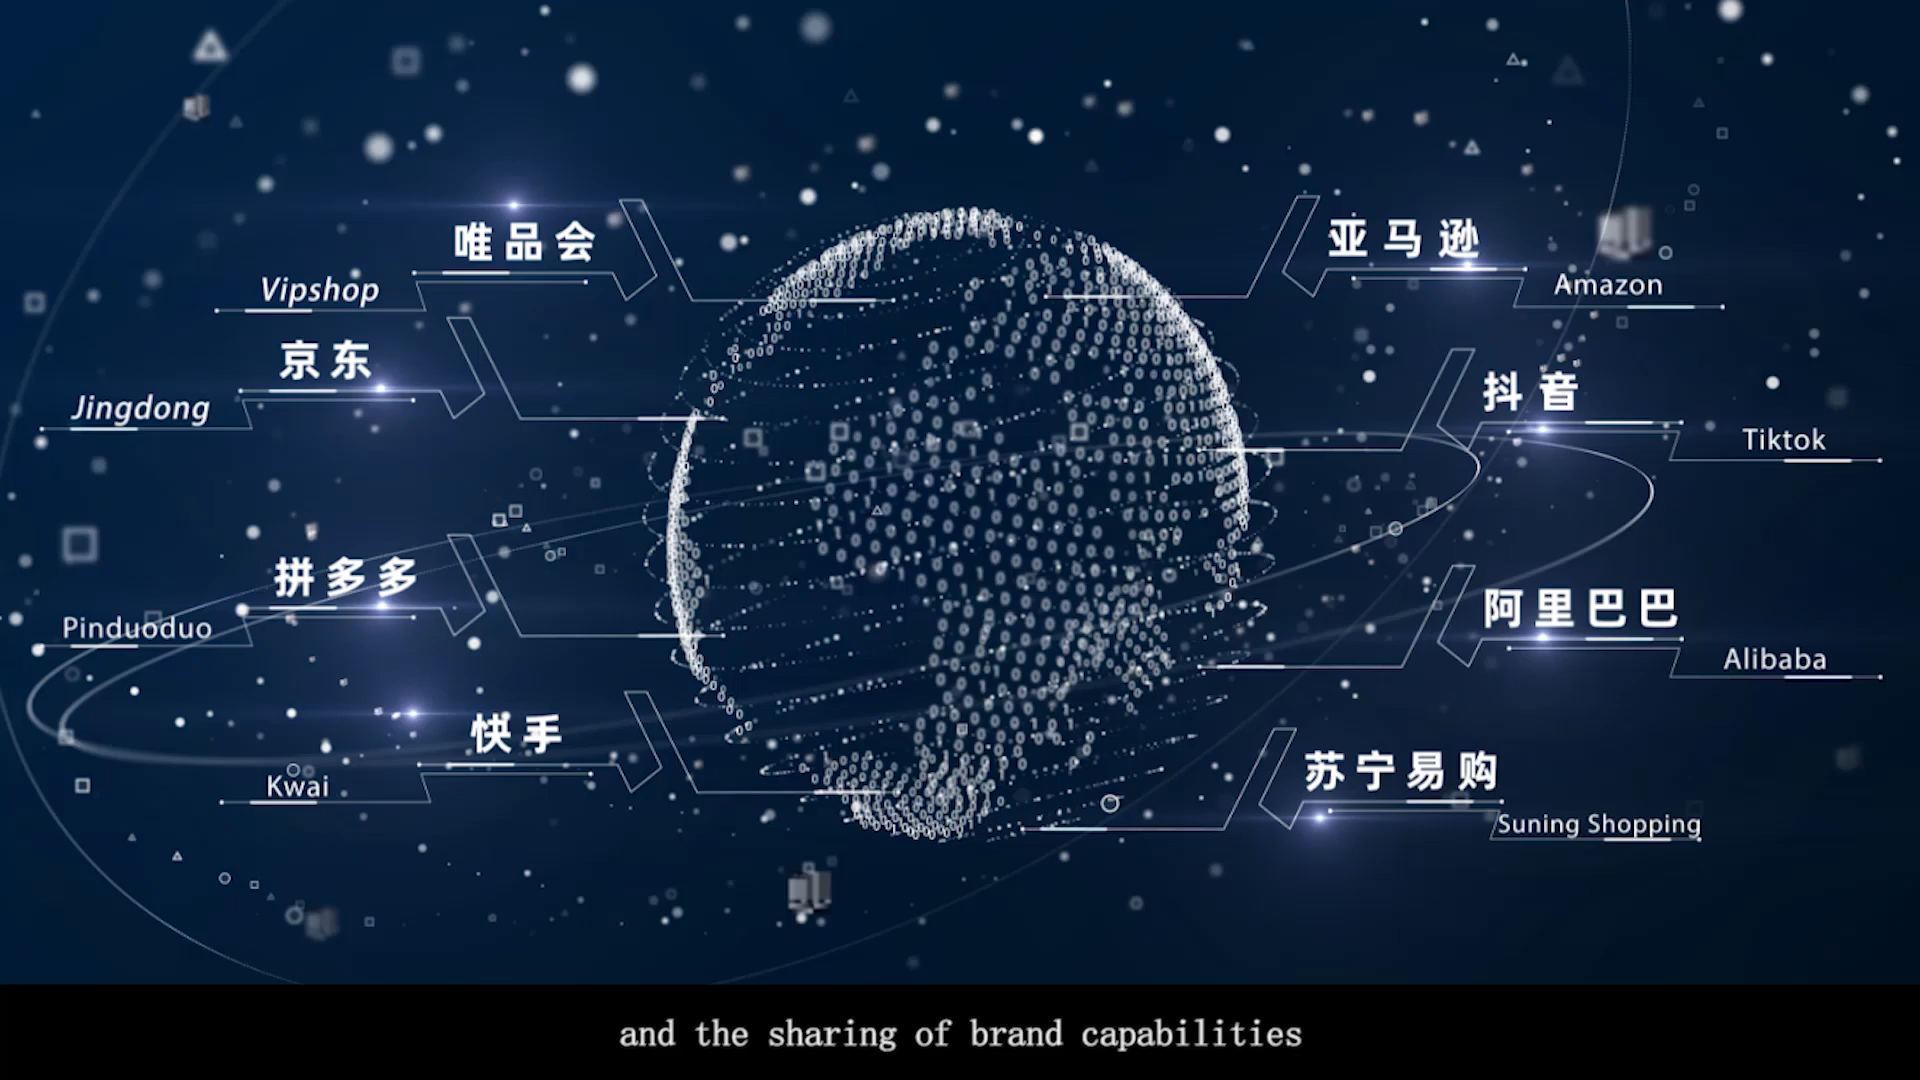 唯品会
Vipshop
京东
Jingdong
拼多多
Pinduoduo
快手
Kwai
亚马逊
Amazon
抖音
Tiktok
阿里巴巴
Alibaba
苏宁易购
Suning Shopping
and the sharing of brand capabilities